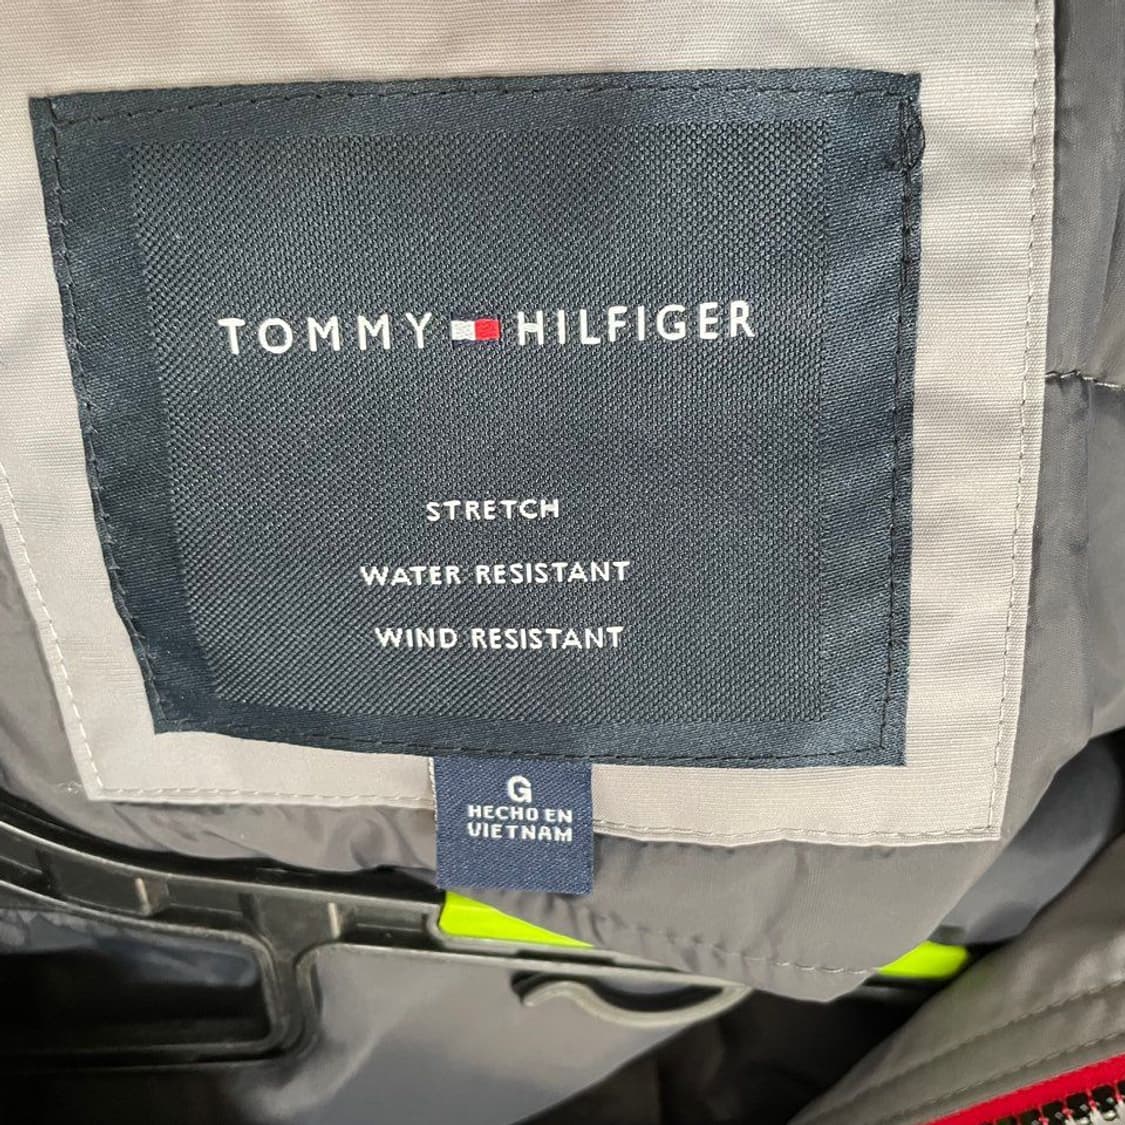 TOMMY HILFIGER
STRETCH
WATER RESISTANT
WIND RESISTANT
G
HECHO EN
VIETNAM